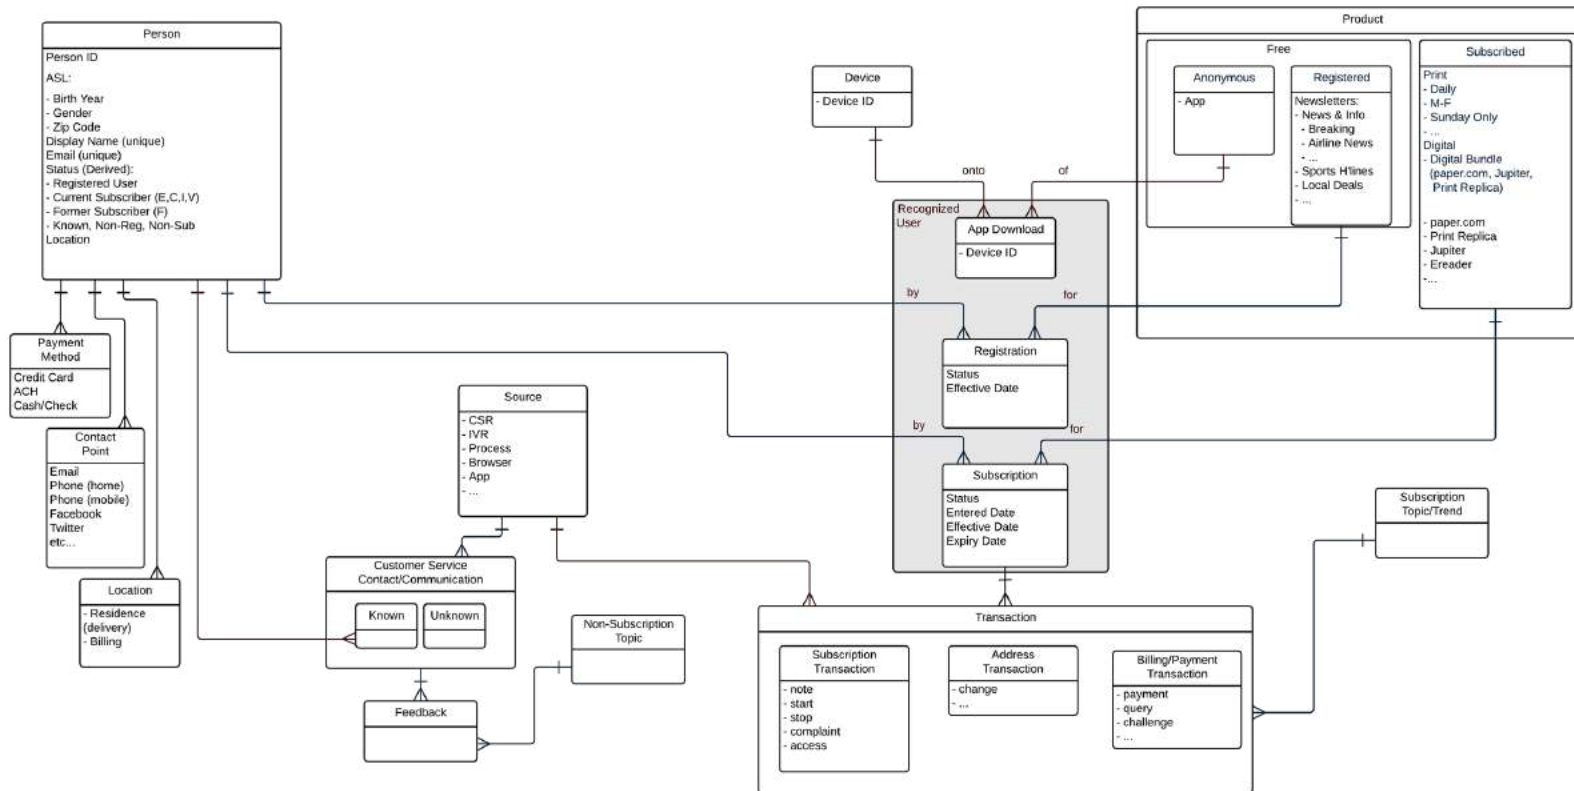 Person
Person ID
ASL:
- Birth Year
- Gender
- Zip Code
Display Name (unique)
Email (unique)
Status (Derived):
- Registered User
- Current Subscriber (E,C,I,V)
- Former Subscriber (F)
- Known, Non-Reg, Non-Sub
Location
Payment
Method
Credit Card
ACH
Cash/Check
Contact
Point
Email
Phone (home)
Phone (mobile)
Facebook
Twitter
etc...
Location
- Residence
(delivery)
- Billing
Source
- CSR
- IVR
- Process
- Browser
- App
- ...
Customer Service
Contact/Communication
Known
Unknown
Feedback
Non-Subscription
Topic
Device
- Device ID
onto
of
Recognized
User
App Download
- Device ID
by
for
Registration
Status
Effective Date
by
for
Subscription
Status
Entered Date
Effective Date
Expiry Date
Product
Free
Anonymous
- App
Registered
Newsletters:
- News & Info
- Breaking
- Airline News
- ...
- Sports H'lines
- Local Deals
- ...
Subscribed
Print
- Daily
- M-F
- Sunday Only
- ...
Digital
- Digital Bundle
(paper.com, Jupiter,
Print Replica)
- paper.com
- Print Replica
- Jupiter
- Ereader
-...
Subscription
Topic/Trend
Transaction
Subscription
Transaction
- note
- start
- stop
- complaint
- access
Address
Transaction
- change
- ...
Billing/Payment
Transaction
- payment
- query
- challenge
- ...